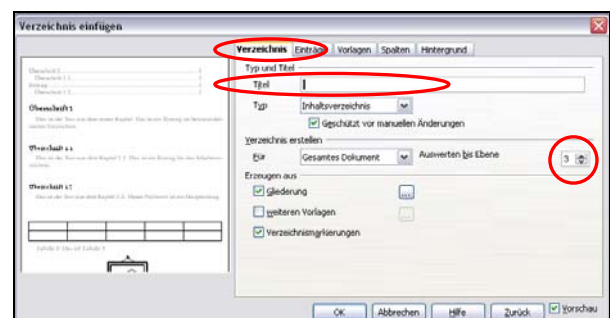 Verzeichnis einfügen
Überschrift 1
Überschrift 1.1
Überschrift 1.2
Verzeichnis Einträge Vorlagen Spalten Hintergrund
Typ und Titel
Titel
Typ Inhaltsverzeichnis
Geschützt vor manuellen Änderungen
Verzeichnis erstellen
Für Gesamtes Dokument Auswerten bis Ebene 3
Erzeugen aus
Gliederung ...
weiteren Vorlagen ...
Verzeichnismarkierungen
OK Abbrechen Hilfe Zurück Vorschau